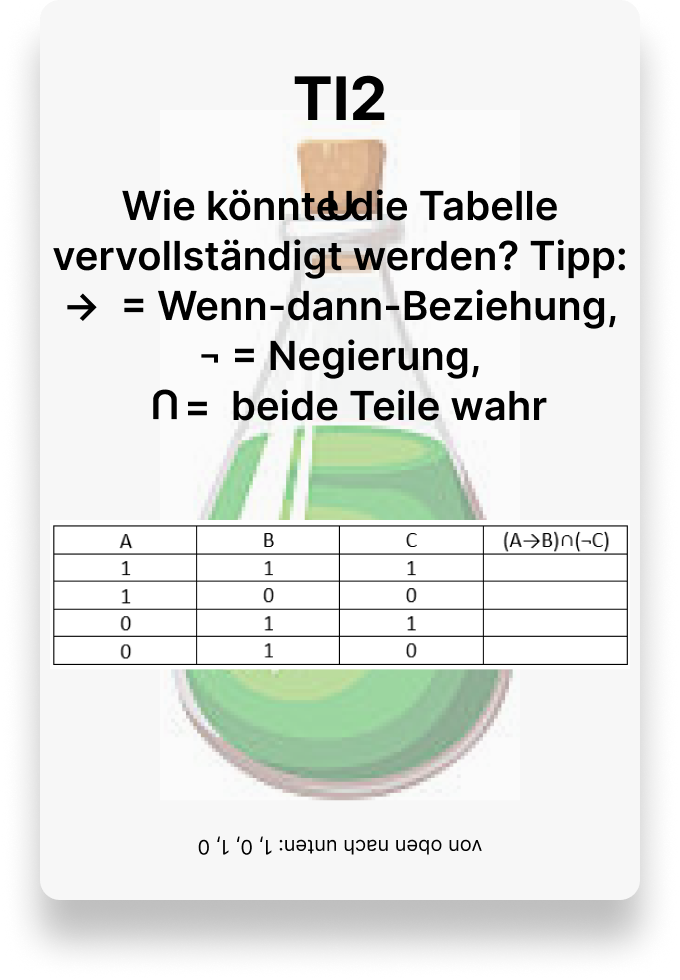 TI2
Wie könnte die Tabelle
vervollständigt werden? Tipp:
→ = Wenn-dann-Beziehung,
¬ = Negierung,
∩ = beide Teile wahr
A B C (A→B)∩(¬C)
1 1 1
1 0 0
0 1 1
0 1 0
von oben nach unten: 1, 0, 1, 0